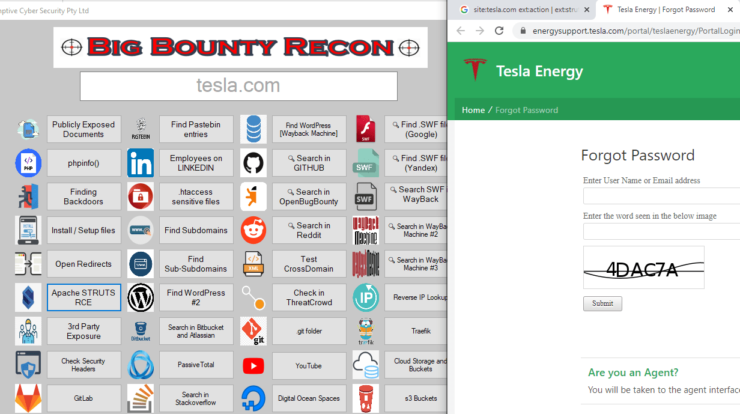 ptive Cyber Security Pty Ltd
BIG BOUNTY RECON
tesla.com
Publicly Exposed Documents
Find Pastebin entries
Find WordPress [Wayback Machine]
Find .SWF fil (Google)
phpinfo()
Employees on LINKEDIN
Search in GITHUB
Find .SWF fil (Yandex)
Finding Backdoors
.htaccess sensitive files
Search in OpenBugBounty
Search SWF WayBack
Install / Setup files
Find Subdomains
Search in Reddit
Search in WayBa Machine #2
Open Redirects
Find Sub-Subdomains
Test CrossDomain
Search in WayBa Machine #3
Apache STRUTS RCE
Find WordPress #2
Check in ThreatCrowd
Reverse IP Lookup
3rd Party Exposure
Search in Bitbucket and Atlassian
git folder
Traefik
Check Security Headers
PassiveTotal
YouTube
Cloud Storage and Buckets
GitLab
Search in Stackoverflow
Digital Ocean Spaces
s3 Buckets
site:tesla.com extaction | extstru
Tesla Energy | Forgot Password
energysupport.tesla.com/portal/teslaenergy/PortalLogin
Tesla Energy
Home / Forgot Password
Forgot Password
Enter User Name or Email address
Enter the word seen in the below image
4DAC7A
Submit
Are you an Agent?
You will be taken to the agent interfac